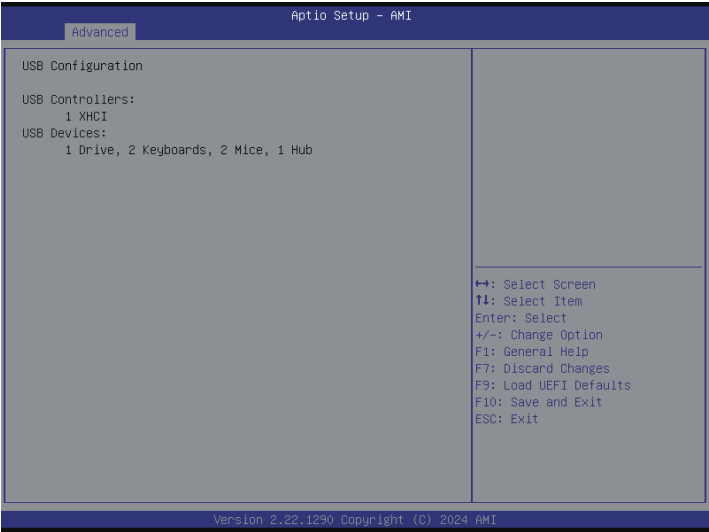 Aptio Setup – AMI
Advanced
USB Configuration
USB Controllers:
1 XHCI
USB Devices:
1 Drive, 2 Keyboards, 2 Mice, 1 Hub
↔: Select Screen
↑↓: Select Item
Enter: Select
+/-: Change Option
F1: General Help
F7: Discard Changes
F9: Load UEFI Defaults
F10: Save and Exit
ESC: Exit
Version 2.22.1290 Copyright (C) 2024 AMI